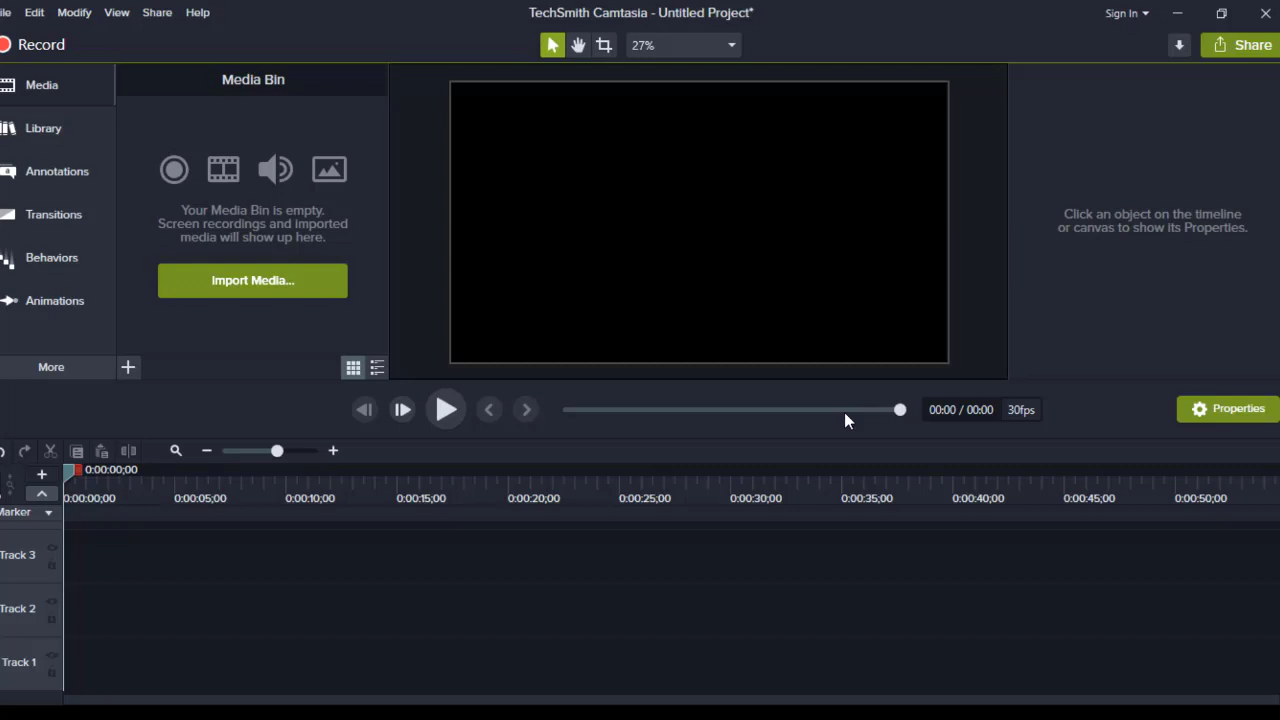 ile Edit Modify View Share Help
TechSmith Camtasia - Untitled Project*
Sign In
Record
27%
Share
Media
Library
Annotations
Transitions
Behaviors
Animations
More
Media Bin
Your Media Bin is empty.
Screen recordings and imported
media will show up here.
Import Media...
Click an object on the timeline
or canvas to show its Properties.
00:00 / 00:00 30fps
Properties
0:00:00;00
0:00:00;00 0:00:05;00 0:00:10;00 0:00:15;00 0:00:20;00 0:00:25;00 0:00:30;00 0:00:35;00 0:00:40;00 0:00:45;00 0:00:50;00
Marker
Track 3
Track 2
Track 1